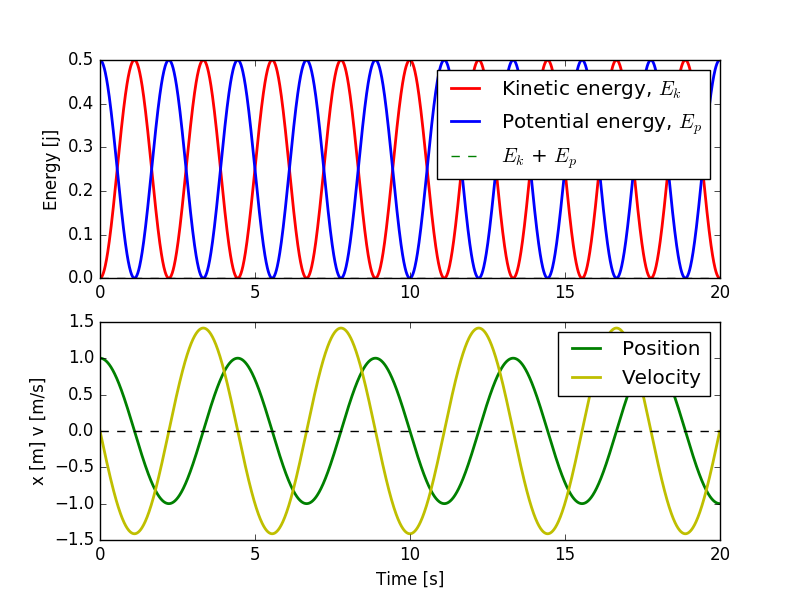 0.5
0.4
0.3
0.2
0.1
0.0
Energy [j]
Kinetic energy, E_k
Potential energy, E_p
E_k + E_p
0 5 10 15 20
1.5
1.0
0.5
0.0
−0.5
−1.0
−1.5
x [m] v [m/s]
Position
Velocity
0 5 10 15 20
Time [s]